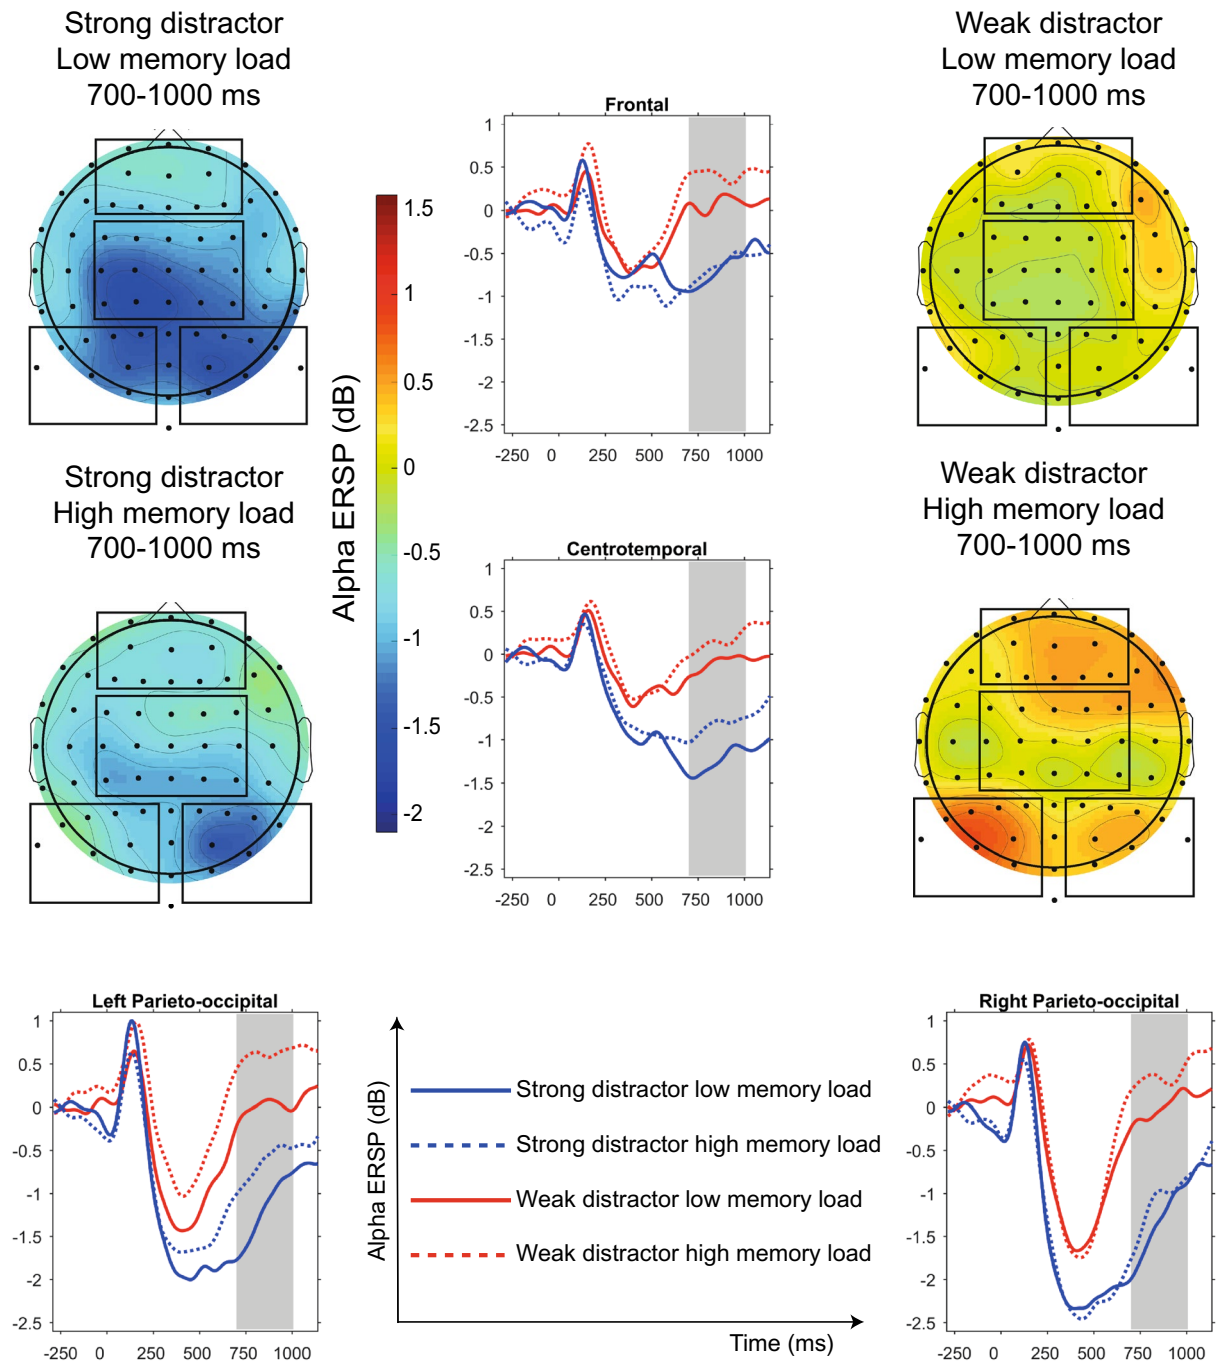 Strong distractor
Low memory load
700-1000 ms
Weak distractor
Low memory load
700-1000 ms
Frontal
1
0.5
0
-0.5
-1
-1.5
-2
-2.5
-250 0 250 500 750 1000
Alpha ERSP (dB)
1.5
1
0.5
0
-0.5
-1
-1.5
-2
Strong distractor
High memory load
700-1000 ms
Weak distractor
High memory load
700-1000 ms
Centrotemporal
1
0.5
0
-0.5
-1
-1.5
-2
-2.5
-250 0 250 500 750 1000
Left Parieto-occipital
1
0.5
0
-0.5
-1
-1.5
-2
-2.5
-250 0 250 500 750 1000
Alpha ERSP (dB)
Strong distractor low memory load
Strong distractor high memory load
Weak distractor low memory load
Weak distractor high memory load
Time (ms)
Right Parieto-occipital
1
0.5
0
-0.5
-1
-1.5
-2
-2.5
-250 0 250 500 750 1000